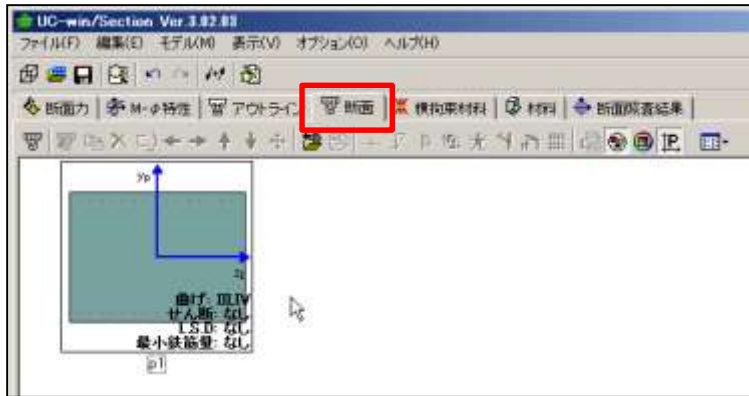 UC-win/Section Ver 3.02.03
ファイル(F) 編集(E) モデル(M) 表示(V) オプション(O) ヘルプ(H)
断面力 M-φ特性 アウトライン 断面 横拘束材料 材料 断面照査結果
yp
zp
曲げ: III,IV
せん断: なし
L.S.D: なし
最小鉄筋量: なし
p1